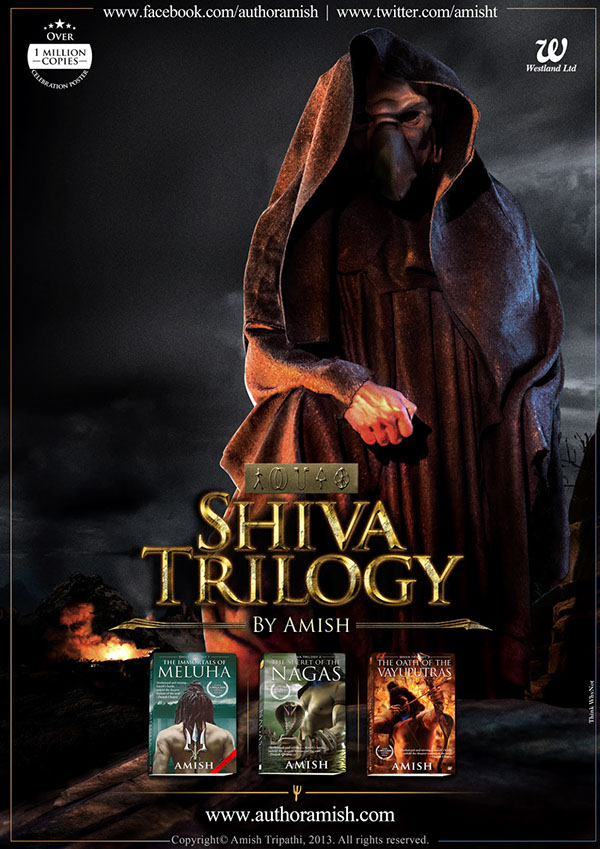 www.facebook.com/authoramish | www.twitter.com/amisht
OVER
1 MILLION
COPIES
CELEBRATION POSTER
W
Westland Ltd
SHIVA
TRILOGY
BY AMISH
THE IMMORTALS OF
MELUHA
AMISH
THE SECRET OF THE
NAGAS
AMISH
THE OATH OF THE
VAYUPUTRAS
AMISH
Think WhyNot
www.authoramish.com
Copyright© Amish Tripathi, 2013. All rights reserved.